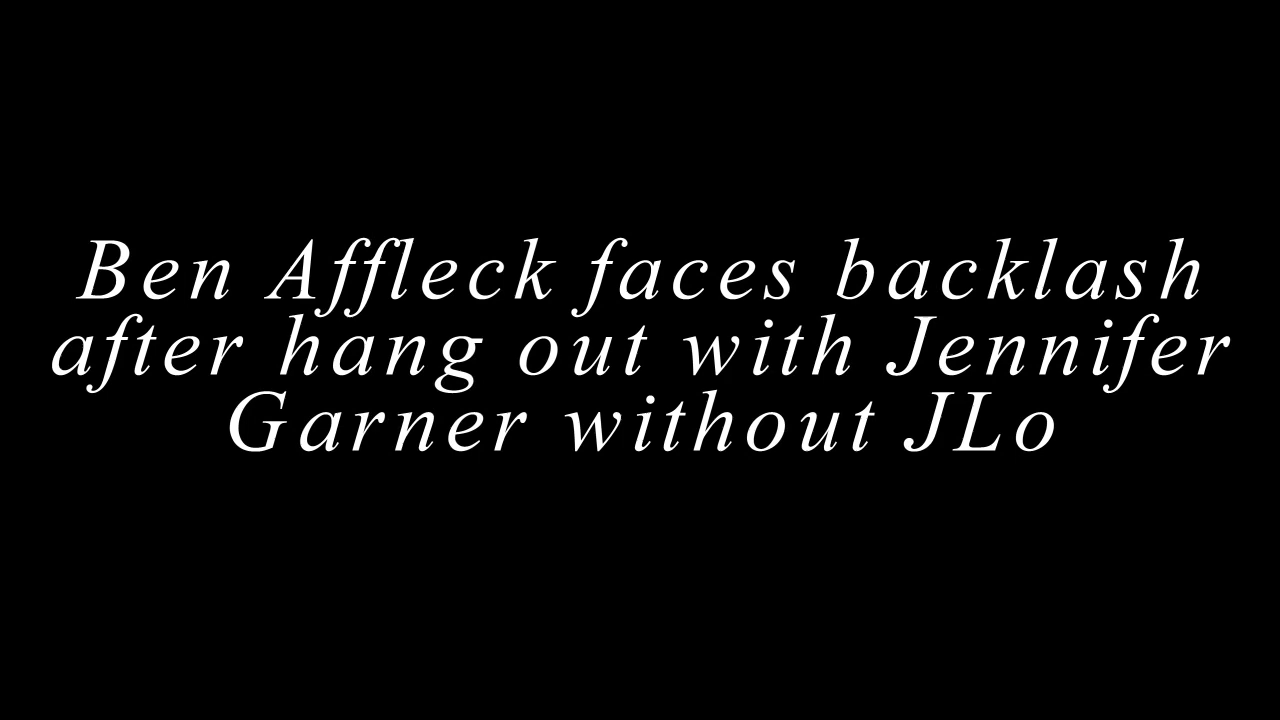 Ben Affleck faces backlash
after hang out with Jennifer
Garner without JLo